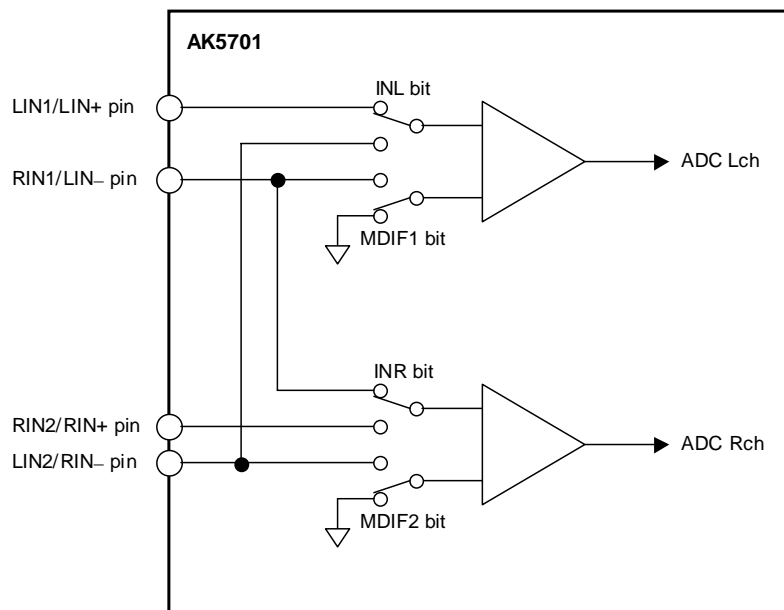 AK5701
INL bit
LIN1/LIN+ pin
ADC Lch
RIN1/LIN− pin
MDIF1 bit
INR bit
RIN2/RIN+ pin
ADC Rch
LIN2/RIN− pin
MDIF2 bit